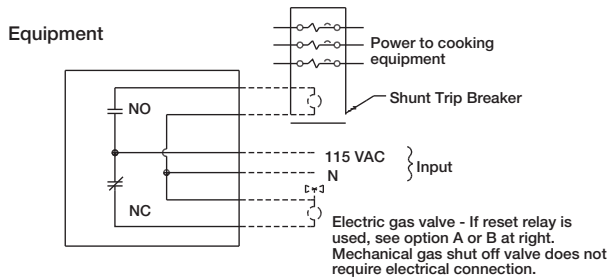 Equipment
Power to cooking
equipment
Shunt Trip Breaker
NO
115 VAC
N
Input
NC
Electric gas valve - If reset relay is
used, see option A or B at right.
Mechanical gas shut off valve does not
require electrical connection.